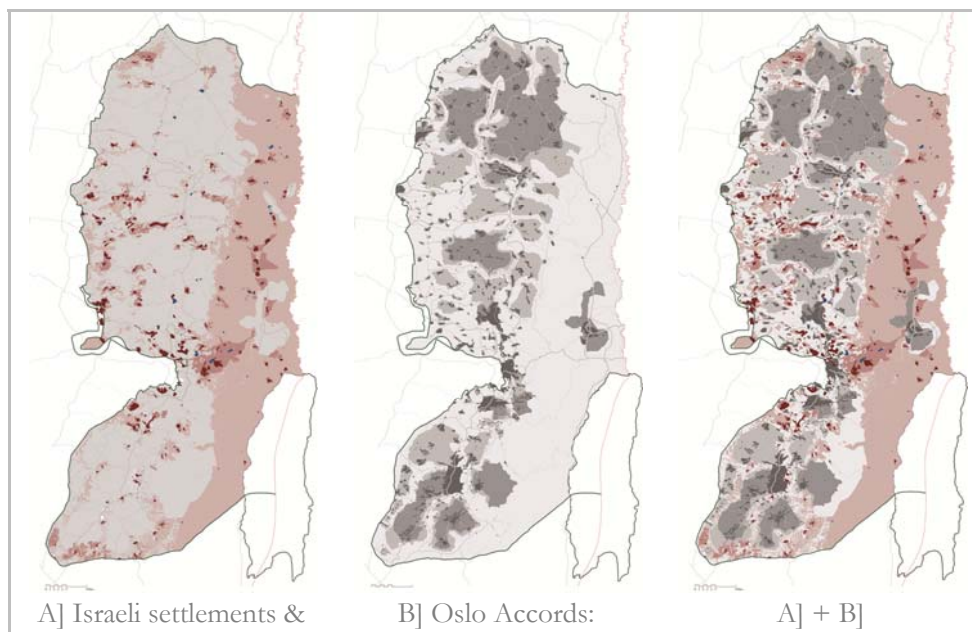 A] Israeli settlements &
B] Oslo Accords:
A] + B]